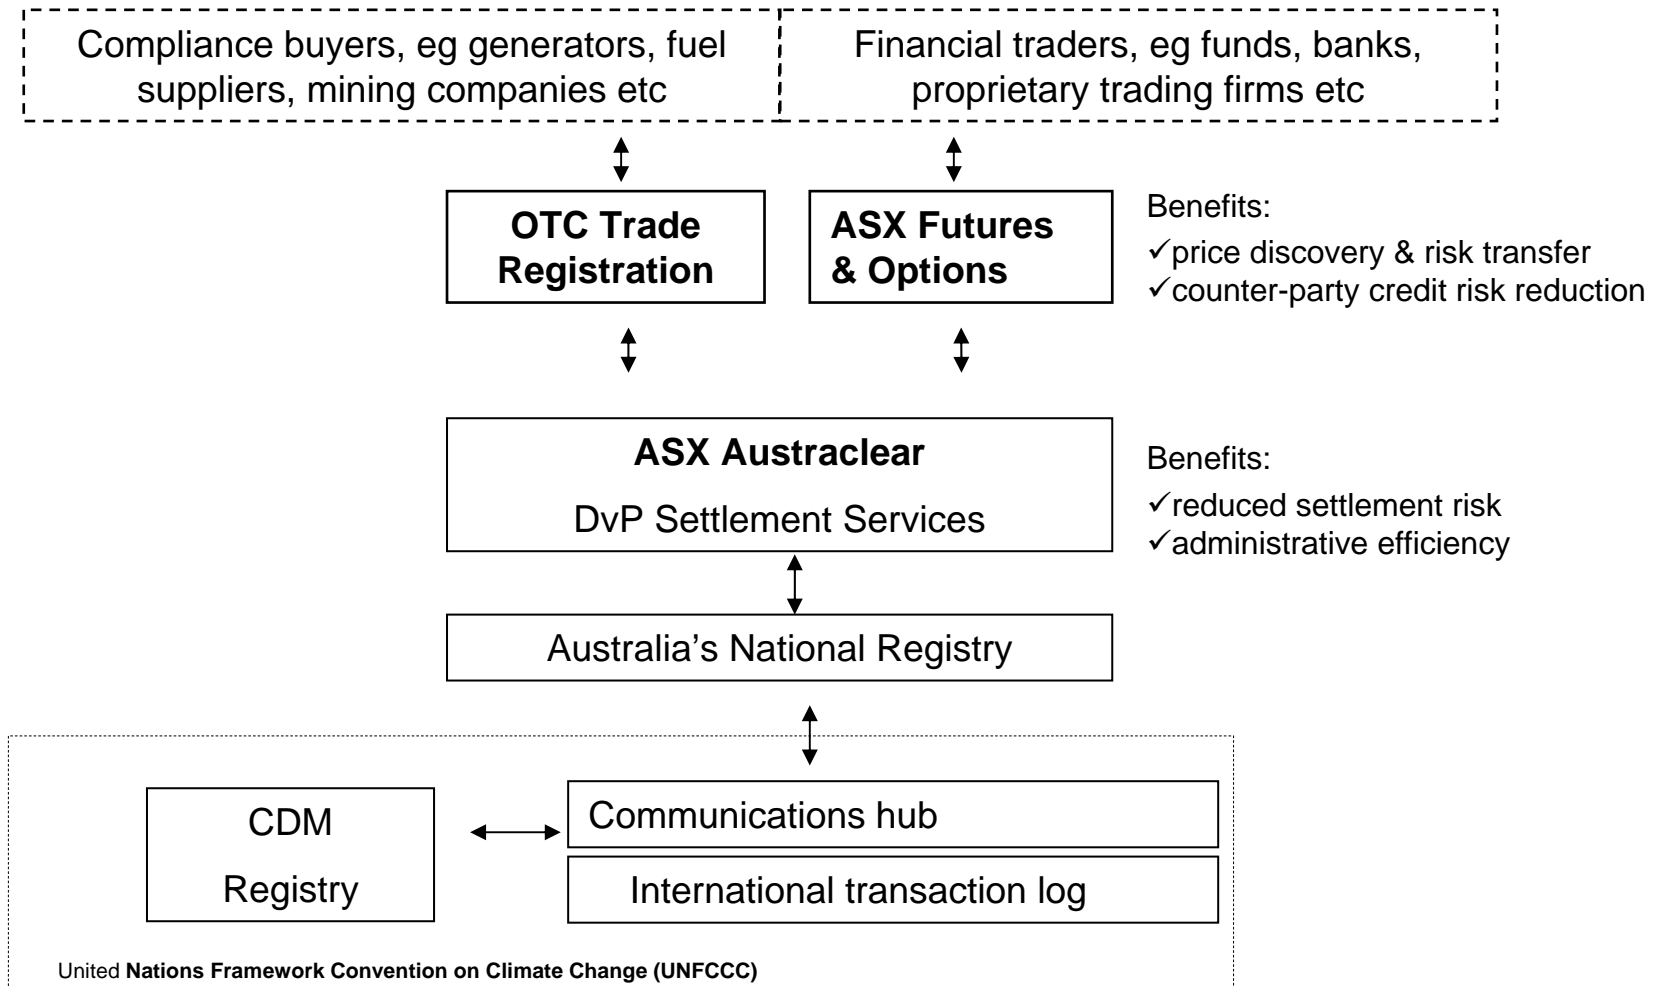 Compliance buyers, eg generators, fuel
suppliers, mining companies etc
Financial traders, eg funds, banks,
proprietary trading firms etc
OTC Trade
Registration
ASX Futures
& Options
Benefits:
✓price discovery & risk transfer
✓counter-party credit risk reduction
ASX Austraclear
DvP Settlement Services
Benefits:
✓reduced settlement risk
✓administrative efficiency
Australia’s National Registry
CDM
Registry
Communications hub
International transaction log
United Nations Framework Convention on Climate Change (UNFCCC)